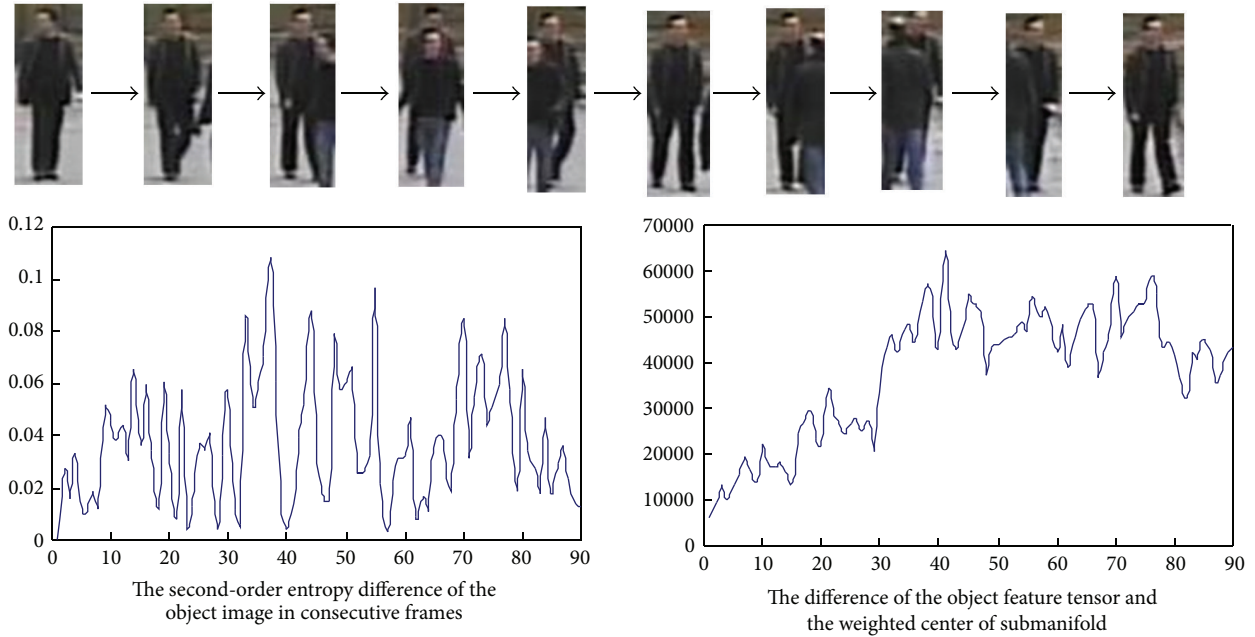 0.12
0.1
0.08
0.06
0.04
0.02
0
0 10 20 30 40 50 60 70 80 90
The second-order entropy difference of the
object image in consecutive frames
70000
60000
50000
40000
30000
20000
10000
0
0 10 20 30 40 50 60 70 80 90
The difference of the object feature tensor and
the weighted center of submanifold